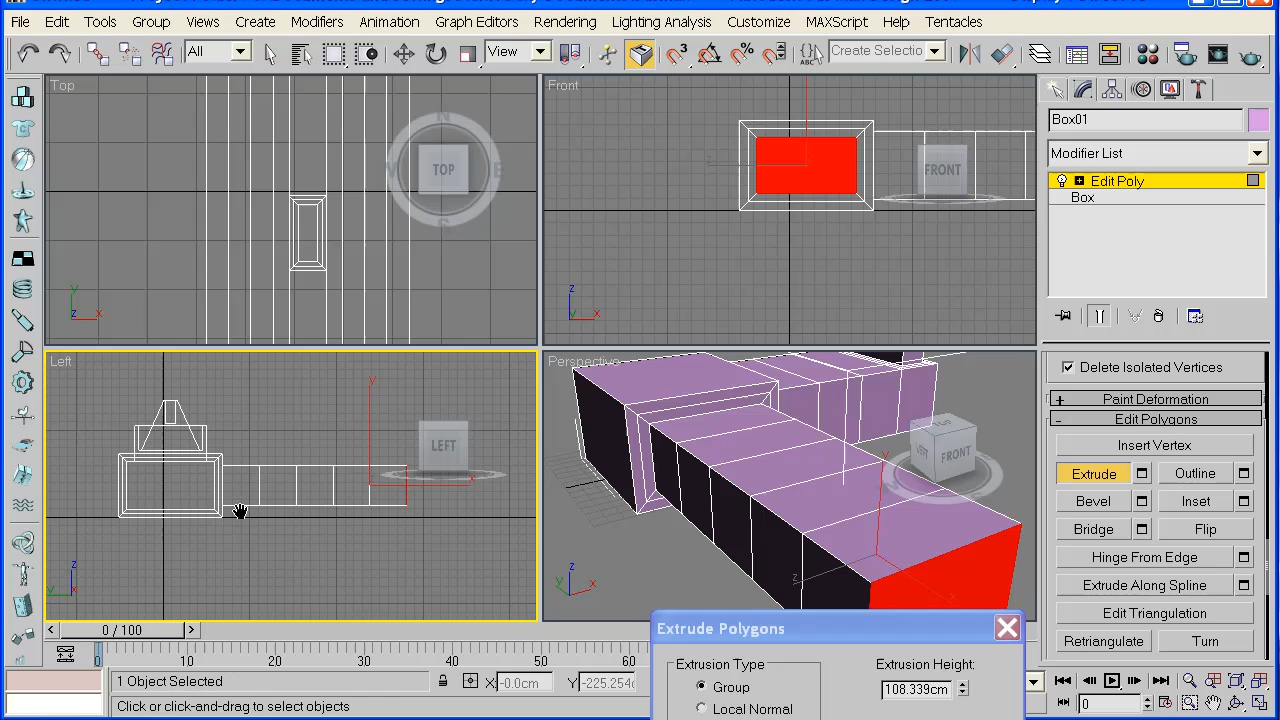 File Edit Tools Group Views Create Modifiers Animation Graph Editors Rendering Lighting Analysis Customize MAXScript Help Tentacles
All View 3 % ABC Create Selectio
Top
TOP
Front
FRONT
Box01
Modifier List
Edit Poly
Box
Left
LEFT
Perspective
FRONT
Delete Isolated Vertices
+ Paint Deformation
- Edit Polygons
Insert Vertex
Extrude Outline
Bevel Inset
Bridge Flip
Hinge From Edge
Extrude Along Spline
Edit Triangulation
Retriangulate Turn
Extrude Polygons
Extrusion Type
Group
Local Normal
Extrusion Height:
108.339cm
< 0 / 100 >
0 10 20 30 40 50 60
1 Object Selected X -0.0cm Y -225.254c
Click or click-and-drag to select objects
0